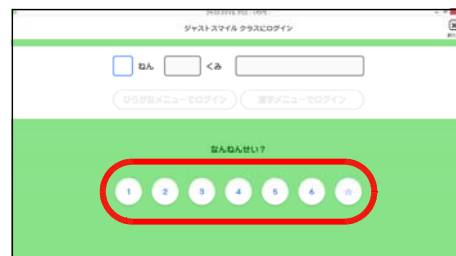 ジャストスマイル クラスにログイン
ねん くみ
ひらがなメニューでログイン 漢字メニューでログイン
なんねんせい？
1 2 3 4 5 6 ☆